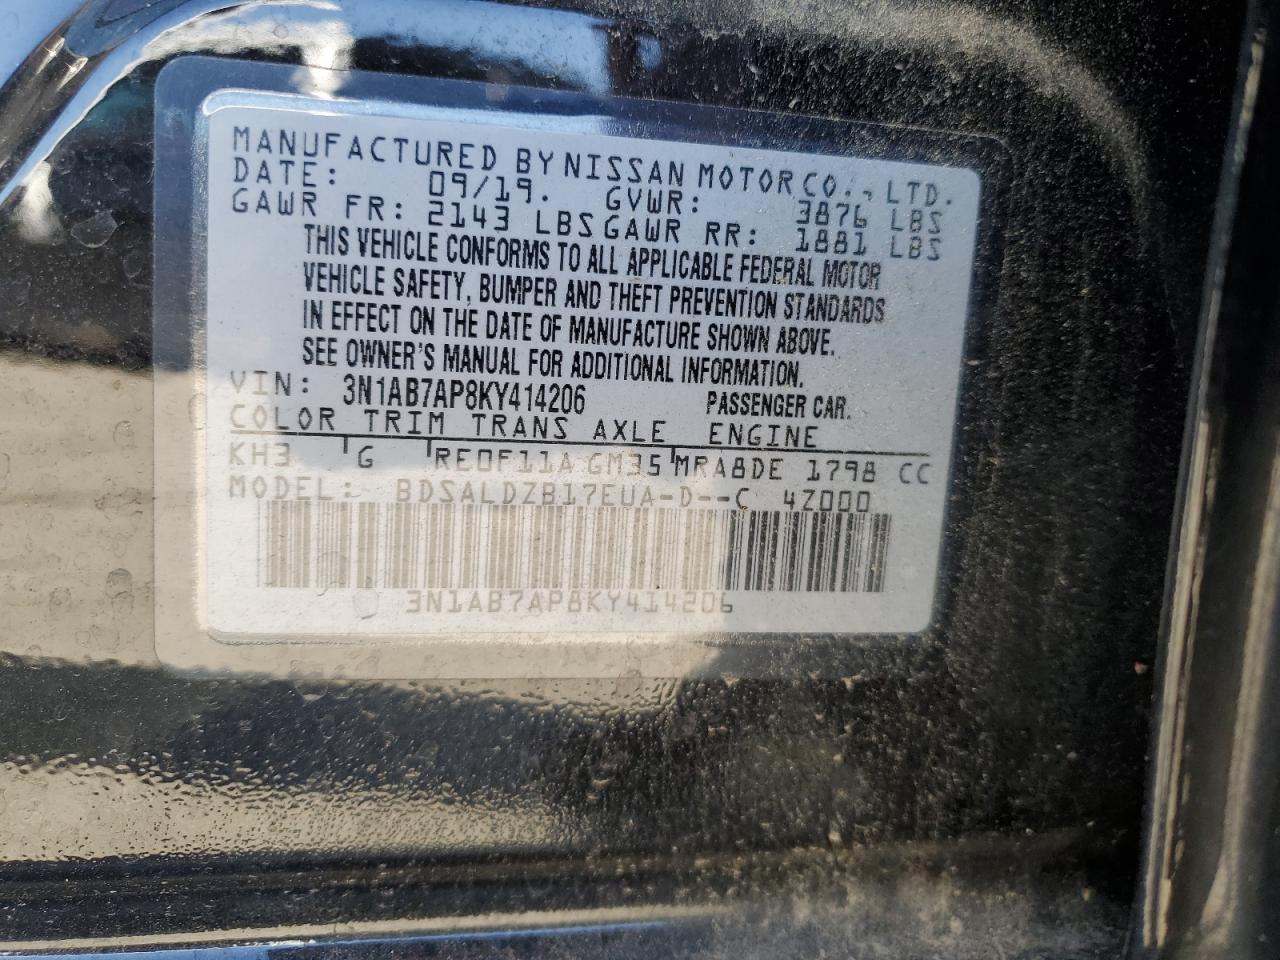 MANUFACTURED BY NISSAN MOTOR CO., LTD.
DATE: 09/19. GVWR: 3876 LBS
GAWR FR: 2143 LBS GAWR RR: 1881 LBS
THIS VEHICLE CONFORMS TO ALL APPLICABLE FEDERAL MOTOR
VEHICLE SAFETY, BUMPER AND THEFT PREVENTION STANDARDS
IN EFFECT ON THE DATE OF MANUFACTURE SHOWN ABOVE.
SEE OWNER'S MANUAL FOR ADDITIONAL INFORMATION.
VIN: 3N1AB7AP8KY414206 PASSENGER CAR.
COLOR TRIM TRANS AXLE ENGINE
KH3 G RE0F11A GM35 MRA8DE 1798 CC
MODEL: BDSALDZB17EUA-D--C 4Z000
3N1AB7AP8KY414206